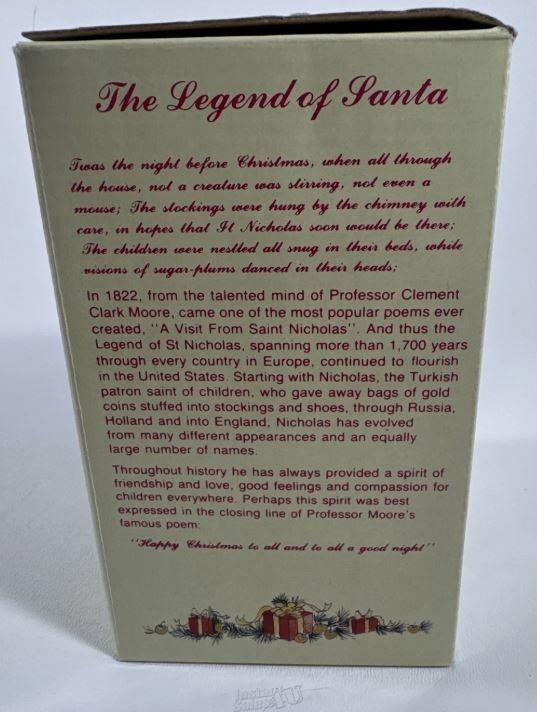 The Legend of Santa
Twas the night before Christmas, when all through
the house, not a creature was stirring, not even a
mouse; The stockings were hung by the chimney with
care, in hopes that St Nicholas soon would be there;
The children were nestled all snug in their beds, while
visions of sugar-plums danced in their heads;
In 1822, from the talented mind of Professor Clement
Clark Moore, came one of the most popular poems ever
created, "A Visit From Saint Nicholas". And thus the
Legend of St Nicholas, spanning more than 1,700 years
through every country in Europe, continued to flourish
in the United States. Starting with Nicholas, the Turkish
patron saint of children, who gave away bags of gold
coins stuffed into stockings and shoes, through Russia,
Holland and into England, Nicholas has evolved
from many different appearances and an equally
large number of names.
Throughout history he has always provided a spirit of
friendship and love, good feelings and compassion for
children everywhere. Perhaps this spirit was best
expressed in the closing line of Professor Moore's
famous poem:
"Happy Christmas to all and to all a good night"